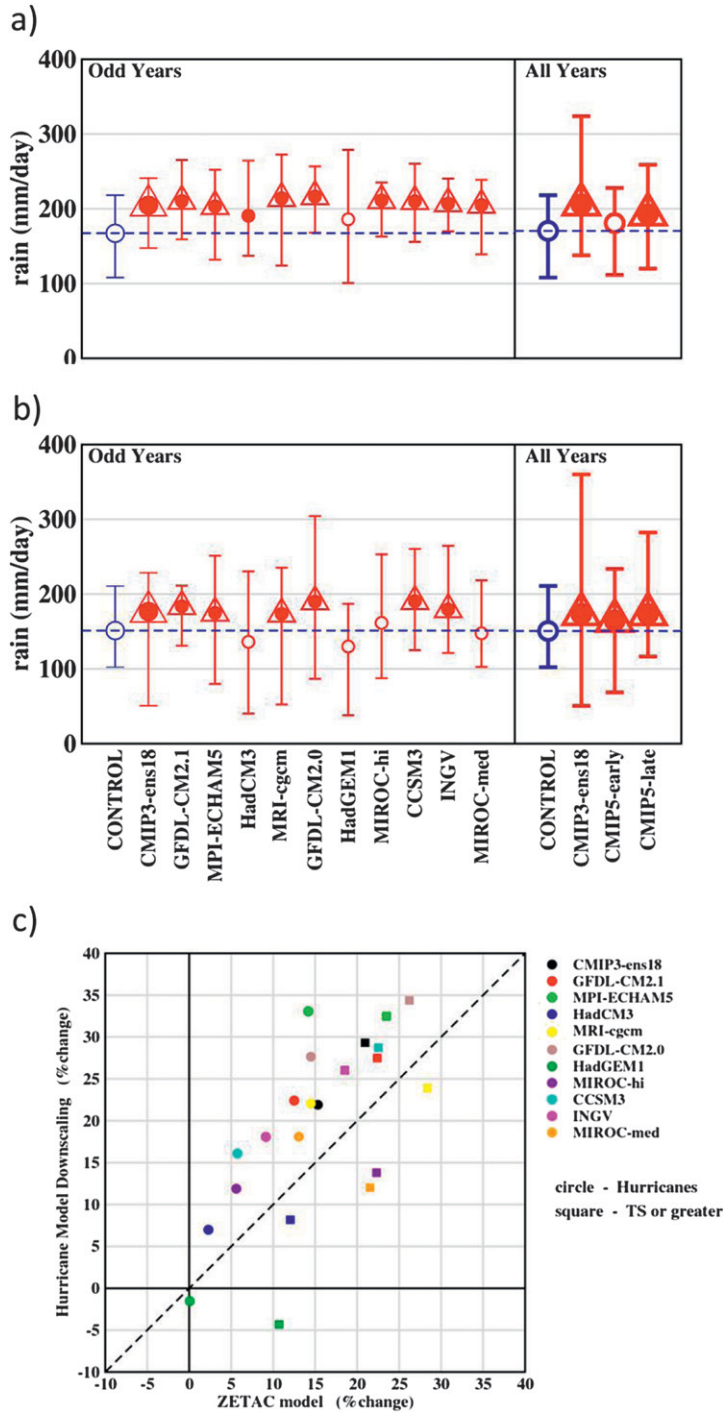 a)
400
300
200
100
0
rain (mm/day)
Odd Years
All Years
b)
400
300
200
100
0
rain (mm/day)
Odd Years
All Years
CONTROL
CMIP3-ens18
GFDL-CM2.1
MPI-ECHAM5
HadCM3
MRI-cgcm
GFDL-CM2.0
HadGEM1
MIROC-hi
CCSM3
INGV
MIROC-med
CONTROL
CMIP3-ens18
CMIP5-early
CMIP5-late
c)
40
35
30
25
20
15
10
5
0
-5
-10
Hurricane Model Downscaling (%change)
-10
-5
0
5
10
15
20
25
30
35
40
ZETAC model (%change)
CMIP3-ens18
GFDL-CM2.1
MPI-ECHAM5
HadCM3
MRI-cgcm
GFDL-CM2.0
HadGEM1
MIROC-hi
CCSM3
INGV
MIROC-med
circle - Hurricanes
square - TS or greater